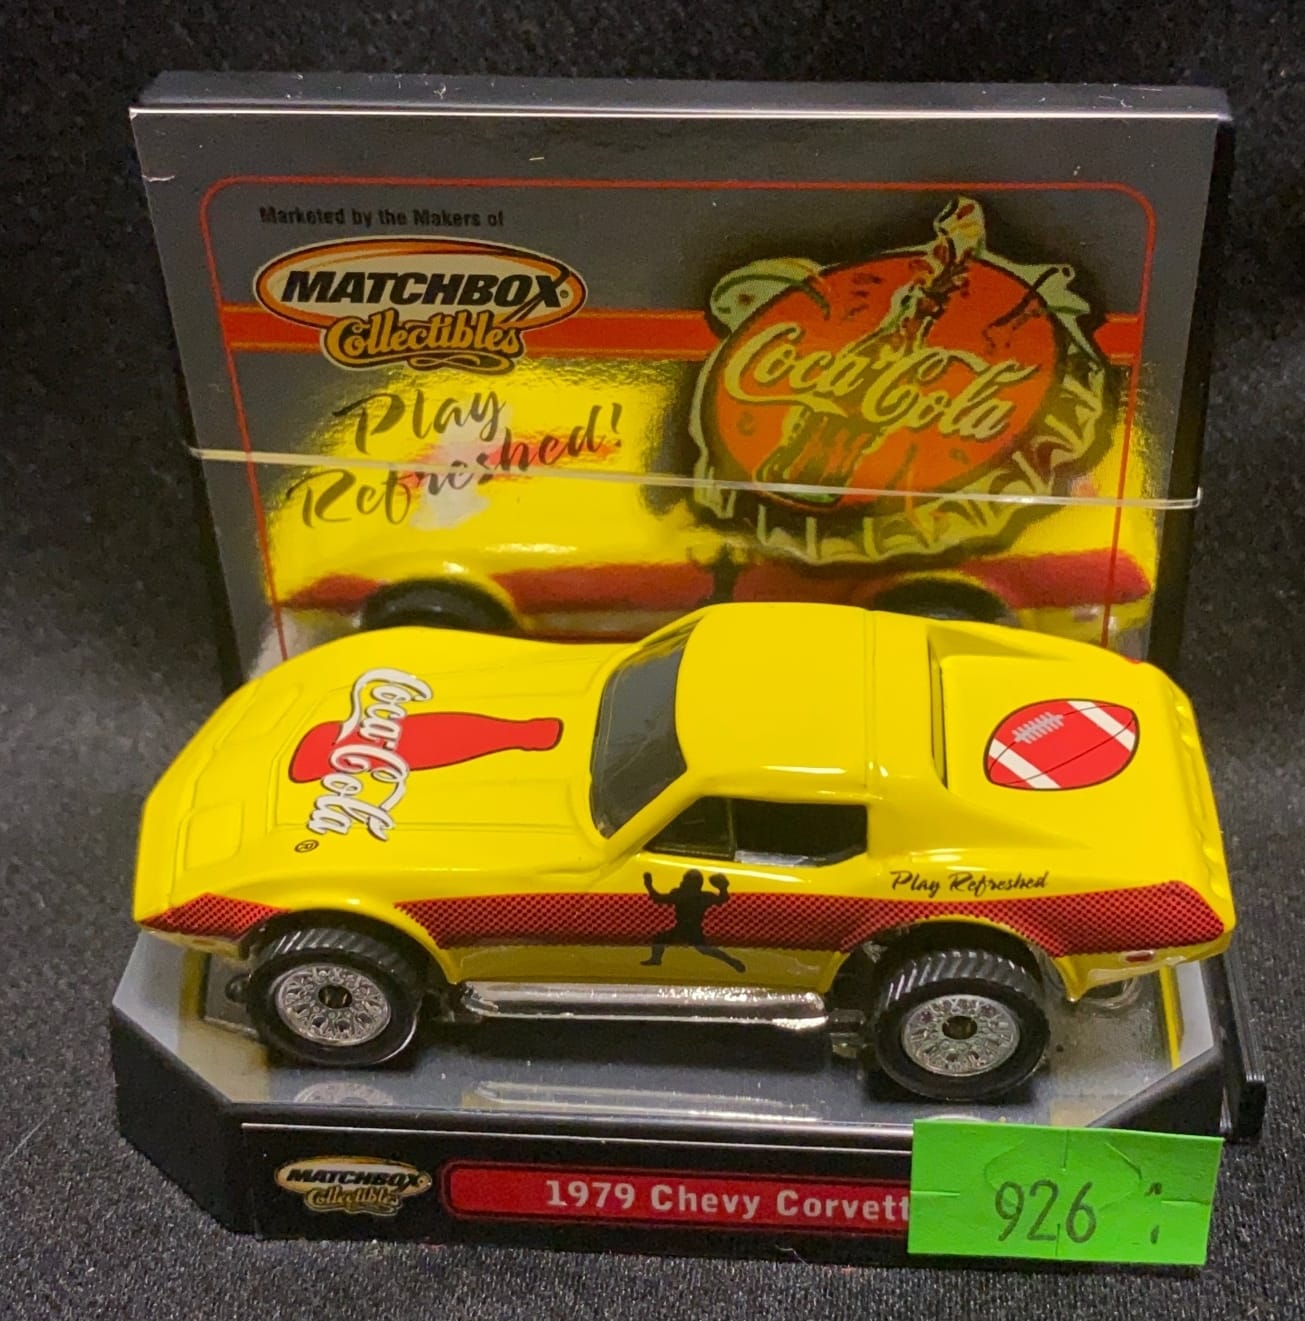 Marketed by the Makers of
MATCHBOX
Collectibles
Play
Refreshed!
Coca-Cola
Coca-Cola
®
Play Refreshed
MATCHBOX
Collectibles
1979 Chevy Corvett
926